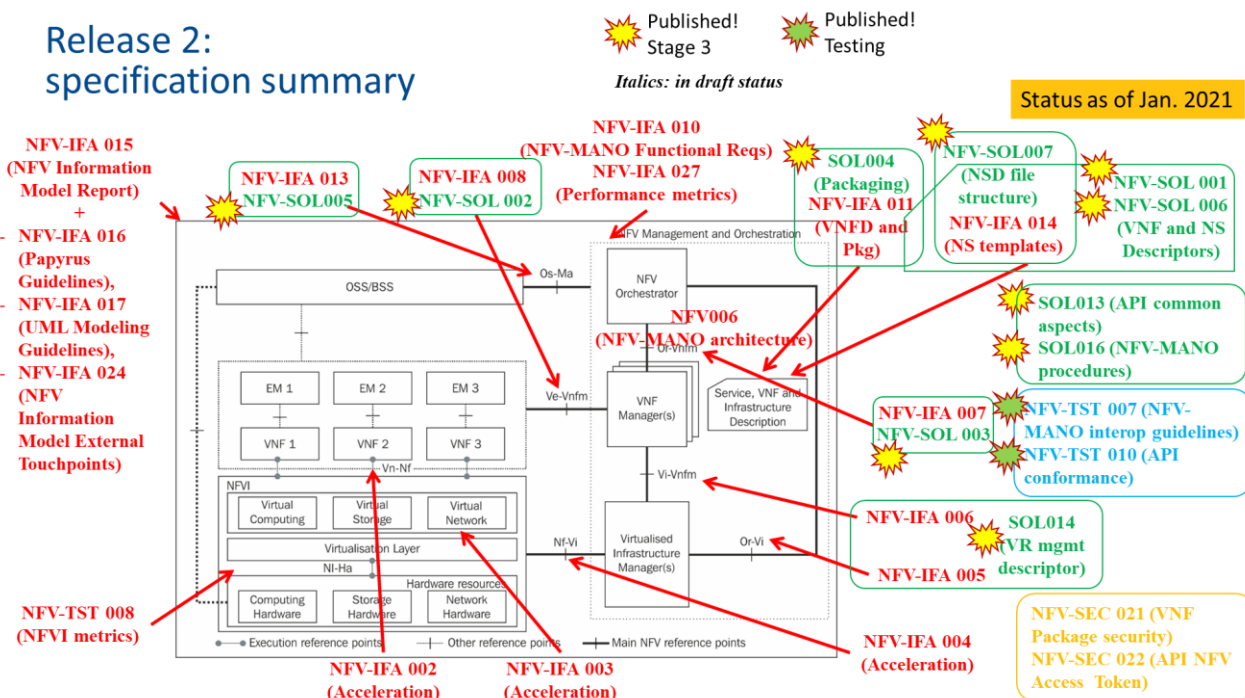 Release 2:
specification summary
Published!
Stage 3
Published!
Testing
Italics: in draft status
Status as of Jan. 2021
NFV-IFA 015
(NFV Information
Model Report)
+
- NFV-IFA 016
(Papyrus
Guidelines),
- NFV-IFA 017
(UML Modeling
Guidelines),
- NFV-IFA 024
(NFV
Information
Model External
Touchpoints)
NFV-IFA 013
NFV-SOL005
NFV-IFA 008
NFV-SOL 002
NFV-IFA 010
(NFV-MANO Functional Reqs)
NFV-IFA 027
(Performance metrics)
SOL004
(Packaging)
NFV-IFA 011
(VNFD and
Pkg)
NFV-SOL007
(NSD file
structure)
NFV-IFA 014
(NS templates)
NFV-SOL 001
NFV-SOL 006
(VNF and NS
Descriptors)
SOL013 (API common
aspects)
SOL016 (NFV-MANO
procedures)
NFV-TST 007 (NFV-
MANO interop guidelines)
NFV-TST 010 (API
conformance)
NFV-IFA 007
NFV-SOL 003
NFV-IFA 006
SOL014
(VR mgmt
descriptor)
NFV-IFA 005
NFV-SEC 021 (VNF
Package security)
NFV-SEC 022 (API NFV
Access Token)
NFV-IFA 004
(Acceleration)
NFV-IFA 003
(Acceleration)
NFV-IFA 002
(Acceleration)
NFV-TST 008
(NFVI metrics)
NFV Management and Orchestration
Os-Ma
OSS/BSS
NFV
Orchestrator
NFV006
(NFV-MANO architecture)
Or-Vnfm
EM 1
EM 2
EM 3
Ve-Vnfm
VNF
Manager(s)
Service, VNF and
Infrastructure
Description
VNF 1
VNF 2
VNF 3
Vn-Nf
Vi-Vnfm
NFVI
Virtual
Computing
Virtual
Storage
Virtual
Network
Virtualisation Layer
Nf-Vi
Virtualised
Infrastructure
Manager(s)
Or-Vi
NI-Ha
Hardware resources
Computing
Hardware
Storage
Hardware
Network
Hardware
Execution reference points
Other reference points
Main NFV reference points